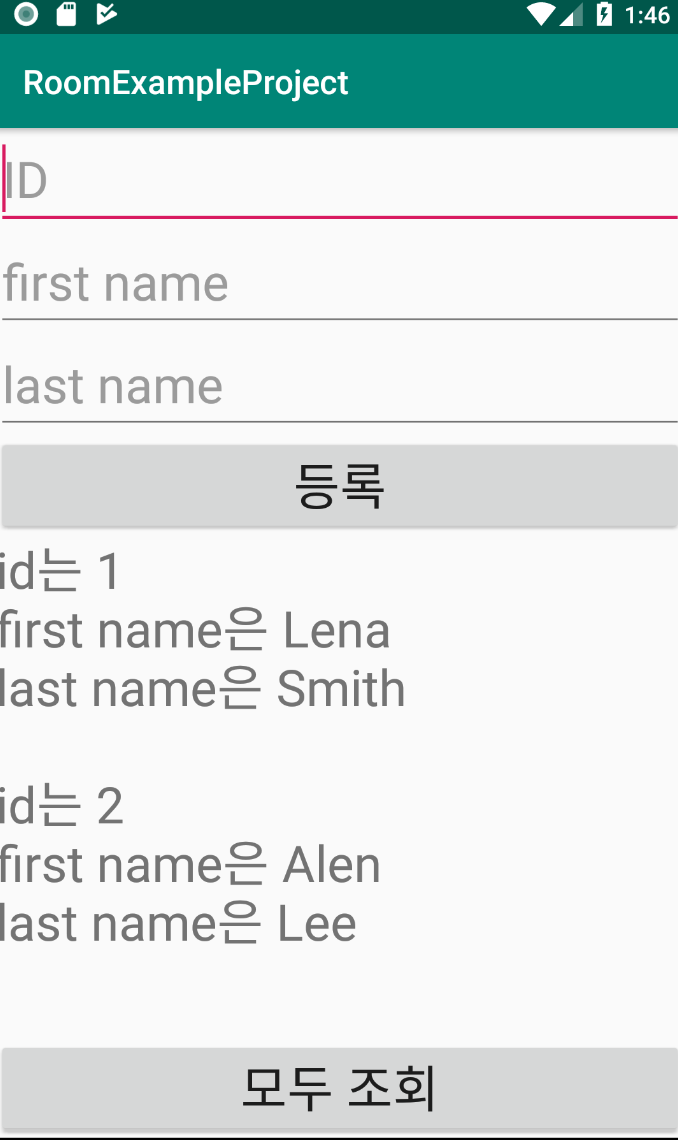 1:46
RoomExampleProject
ID
first name
last name
등록
id는 1
first name은 Lena
last name은 Smith
id는 2
first name은 Alen
last name은 Lee
모두 조회